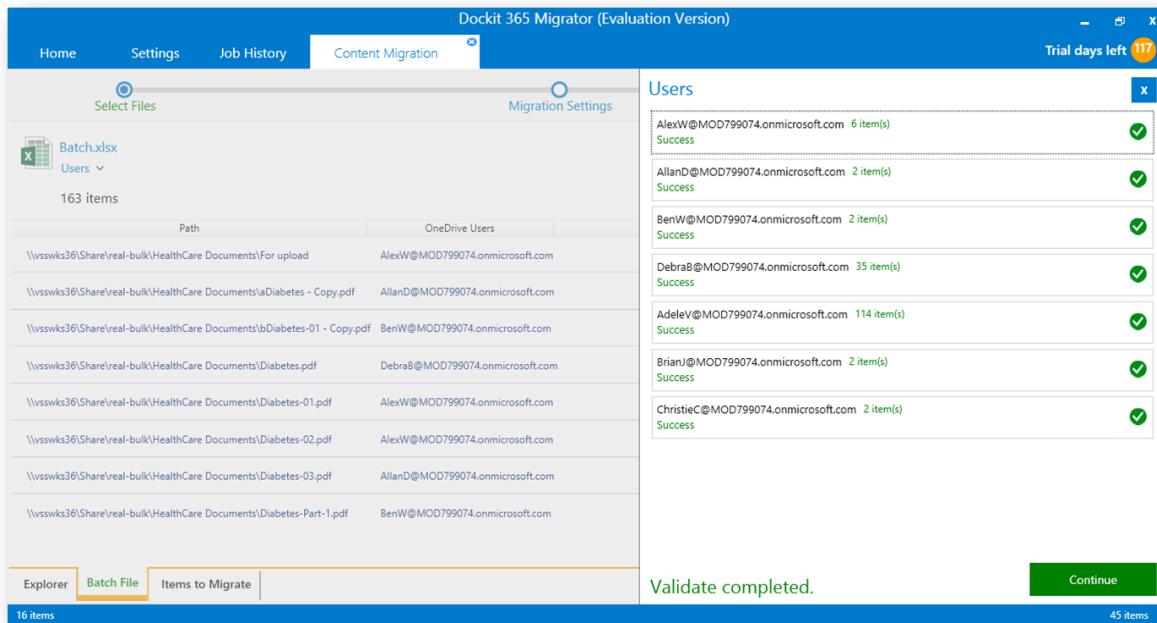 Dockit 365 Migrator (Evaluation Version)
Home Settings Job History Content Migration
Trial days left 117
Select Files
Migration Settings
Batch.xlsx
Users
163 items
Path OneDrive Users
\\vsswks36\Share\real-bulk\HealthCare Documents\For upload AlexW@MOD799074.onmicrosoft.com
\\vsswks36\Share\real-bulk\HealthCare Documents\aDiabetes - Copy.pdf AllanD@MOD799074.onmicrosoft.com
\\vsswks36\Share\real-bulk\HealthCare Documents\bDiabetes-01 - Copy.pdf BenW@MOD799074.onmicrosoft.com
\\vsswks36\Share\real-bulk\HealthCare Documents\Diabetes.pdf DebraB@MOD799074.onmicrosoft.com
\\vsswks36\Share\real-bulk\HealthCare Documents\Diabetes-01.pdf AlexW@MOD799074.onmicrosoft.com
\\vsswks36\Share\real-bulk\HealthCare Documents\Diabetes-02.pdf AlexW@MOD799074.onmicrosoft.com
\\vsswks36\Share\real-bulk\HealthCare Documents\Diabetes-03.pdf AllanD@MOD799074.onmicrosoft.com
\\vsswks36\Share\real-bulk\HealthCare Documents\Diabetes-Part-1.pdf BenW@MOD799074.onmicrosoft.com
Explorer Batch File Items to Migrate
16 items
Users
x
AlexW@MOD799074.onmicrosoft.com 6 item(s)
Success
AllanD@MOD799074.onmicrosoft.com 2 item(s)
Success
BenW@MOD799074.onmicrosoft.com 2 item(s)
Success
DebraB@MOD799074.onmicrosoft.com 35 item(s)
Success
AdeleV@MOD799074.onmicrosoft.com 114 item(s)
Success
BrianJ@MOD799074.onmicrosoft.com 2 item(s)
Success
ChristieC@MOD799074.onmicrosoft.com 2 item(s)
Success
Validate completed.
Continue
45 items